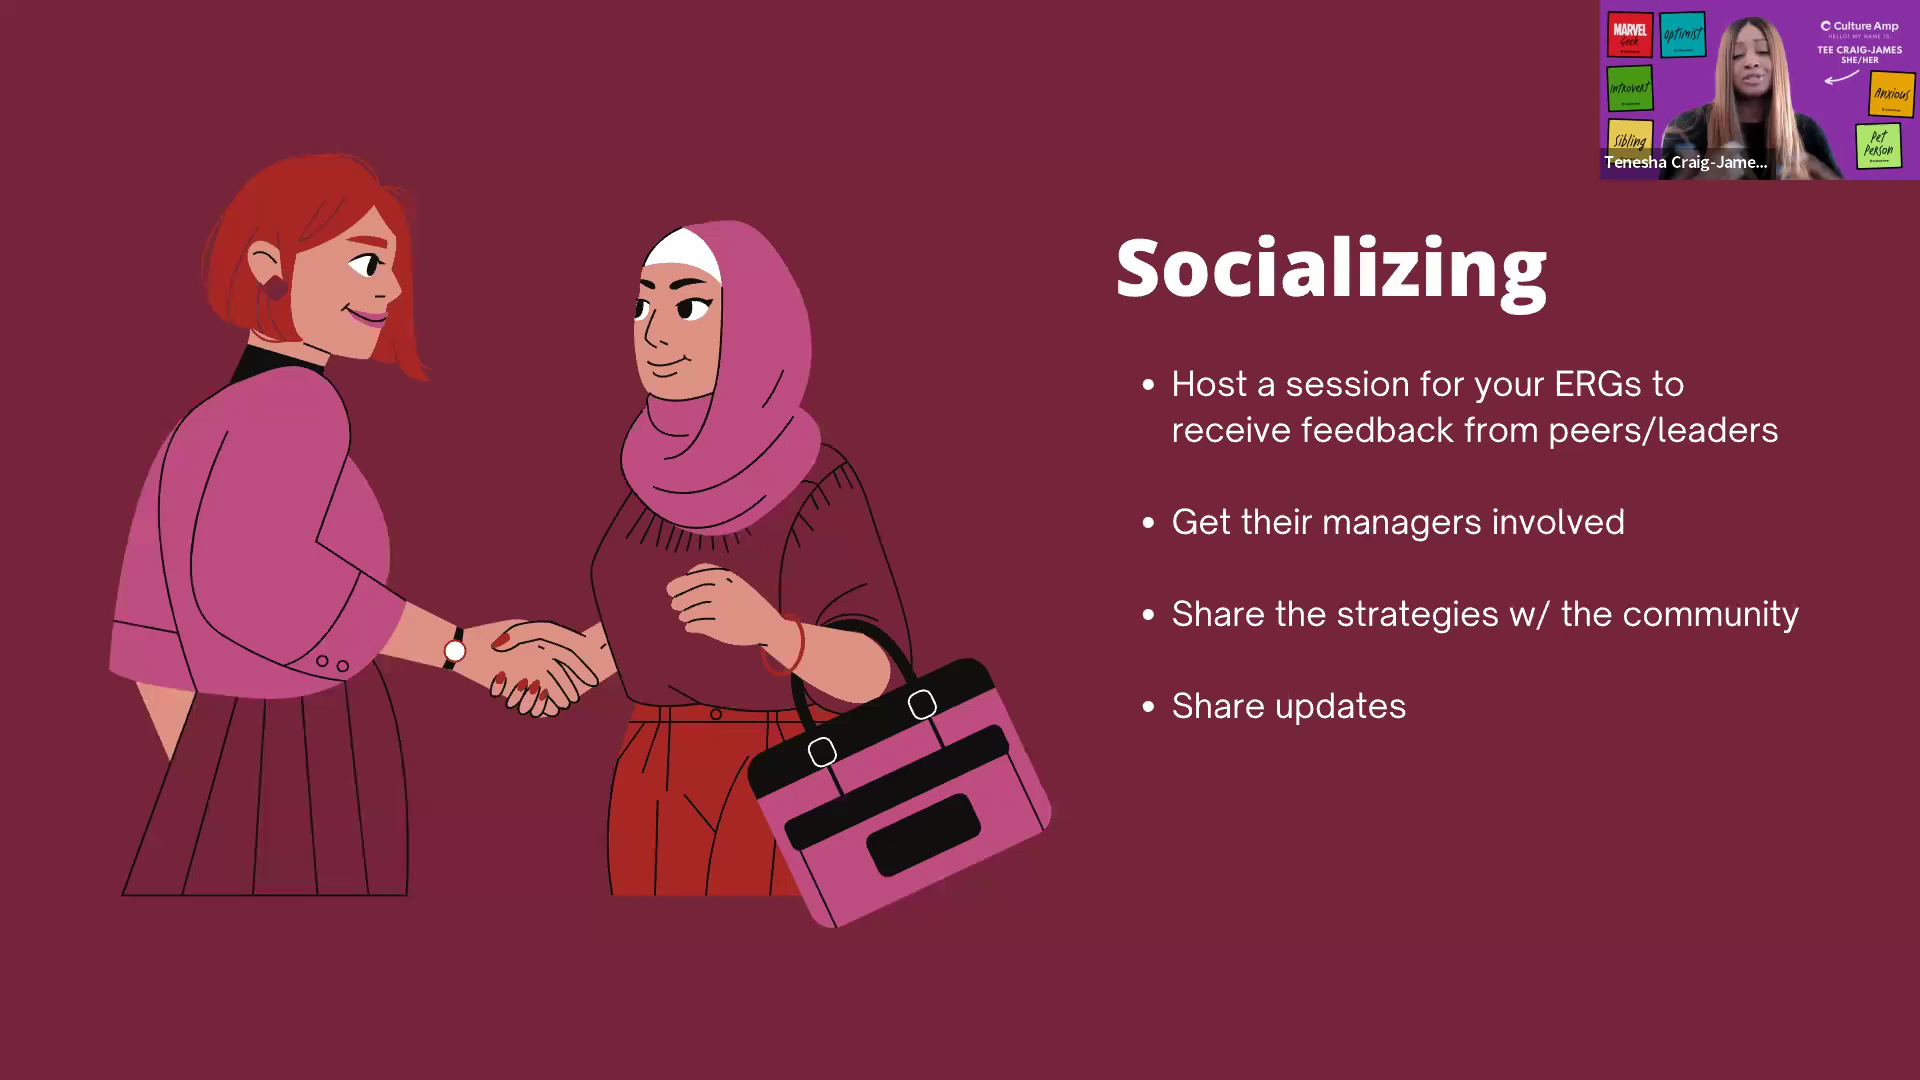 MARVEL
Geek
optimist
Introvert
Sibling
Culture Amp
HELLO! MY NAME IS:
TEE CRAIG-JAMES
SHE/HER
Anxious
Pet
Person
Tenesha Craig-Jame...
Socializing
• Host a session for your ERGs to
receive feedback from peers/leaders
• Get their managers involved
• Share the strategies w/ the community
• Share updates